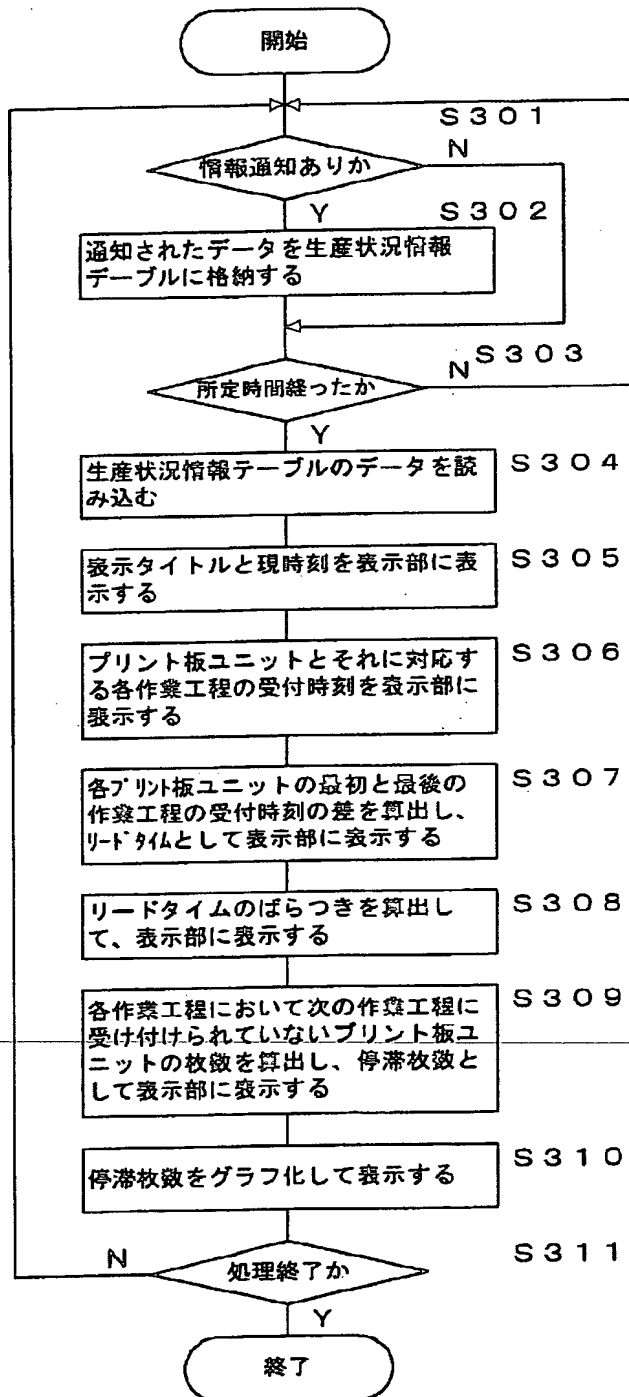 開始
S301
情報通知ありか
N
Y
S302
通知されたデータを生産状況情報
テーブルに格納する
S303
所定時間経ったか
N
Y
生産状況情報テーブルのデータを読
み込む
S304
表示タイトルと現時刻を表示部に表
示する
S305
プリント板ユニットとそれに対応す
る各作業工程の受付時刻を表示部に
表示する
S306
各プリント板ユニットの最初と最後の
作業工程の受付時刻の差を算出し、
リードタイムとして表示部に表示する
S307
リードタイムのばらつきを算出し
て、表示部に表示する
S308
各作業工程において次の作業工程に
受け付けられていないプリント板ユ
ニットの枚数を算出し、停滞枚数と
して表示部に表示する
S309
停滞枚数をグラフ化して表示する
S310
N
処理終了か
S311
Y
終了